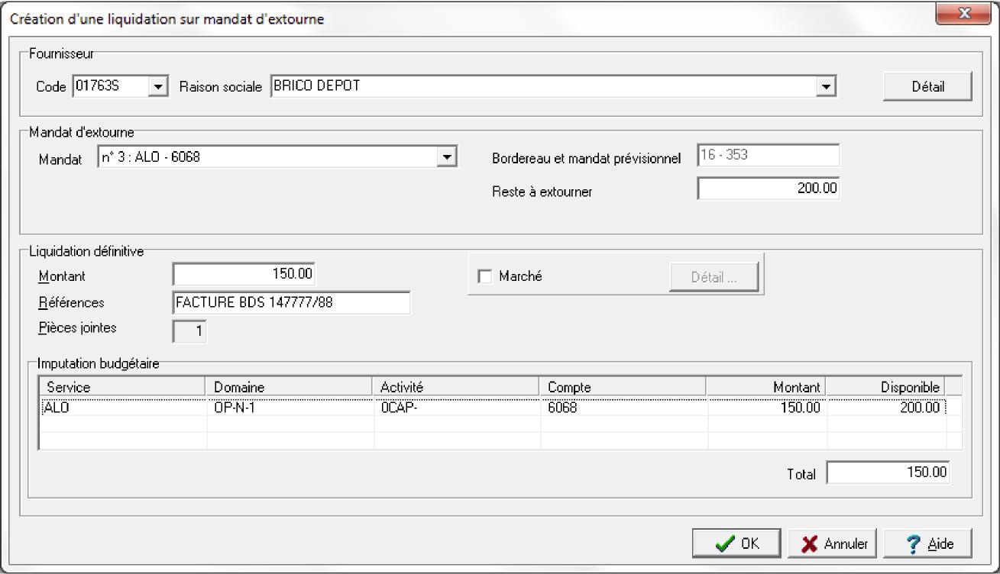 Création d'une liquidation sur mandat d'extourne
Fournisseur
Code 01763S Raison sociale BRICO DEPOT Détail
Mandat d'extourne
Mandat n° 3 : ALO - 6068 Bordereau et mandat prévisionnel 16 - 353
Reste à extourner 200.00
Liquidation définitive
Montant 150.00 Marché Détail ...
Références FACTURE BDS 147777/88
Pièces jointes 1
Imputation budgétaire
Service Domaine Activité Compte Montant Disponible
ALO OP-N-1 0CAP- 6068 150.00 200.00
Total 150.00
OK Annuler Aide